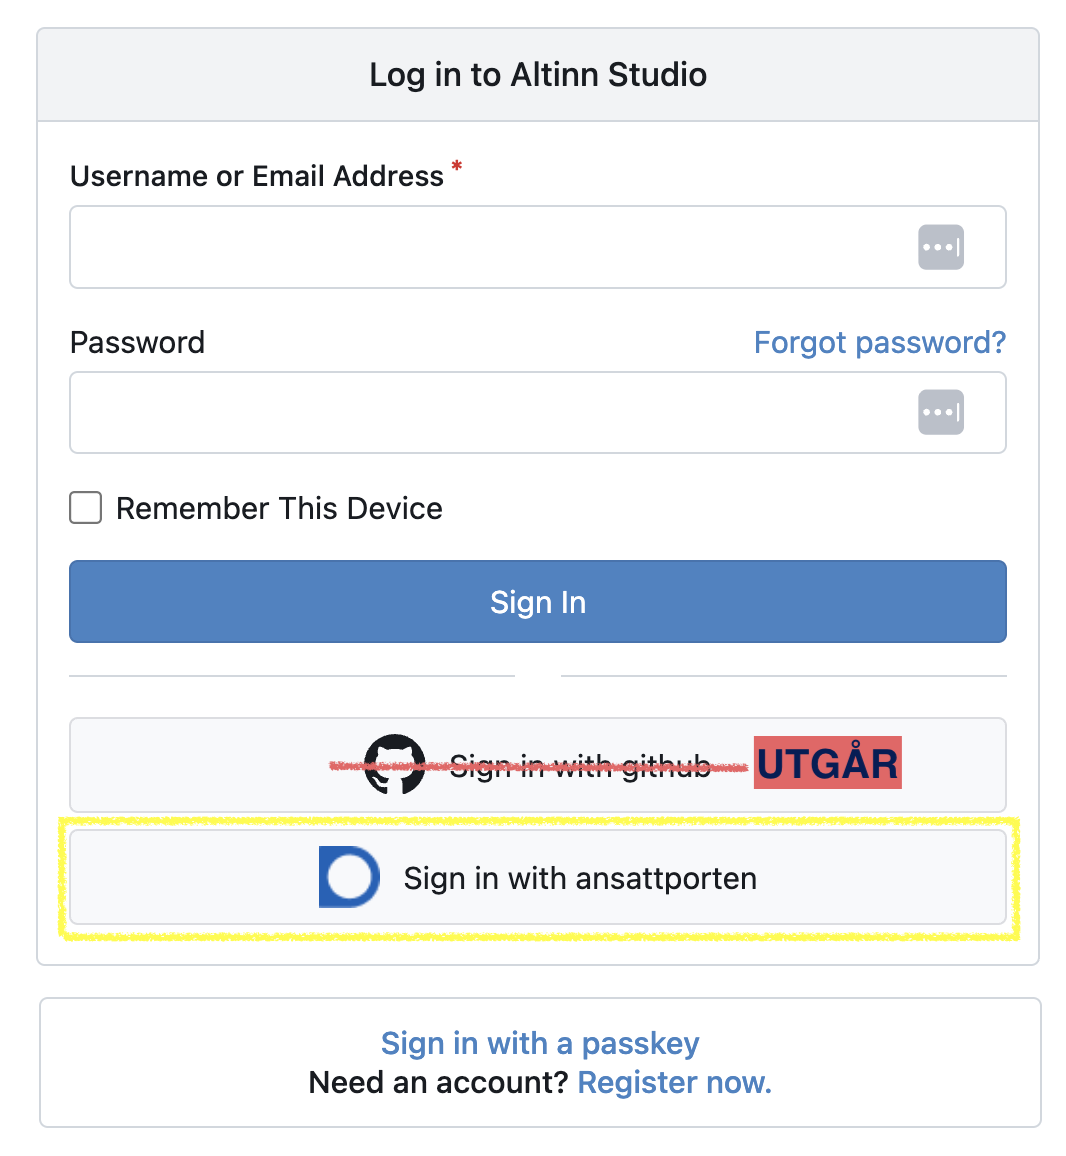 Log in to Altinn Studio
Username or Email Address *
Password Forgot password?
Remember This Device
Sign In
Sign in with github UTGÅR
Sign in with ansattporten
Sign in with a passkey
Need an account? Register now.